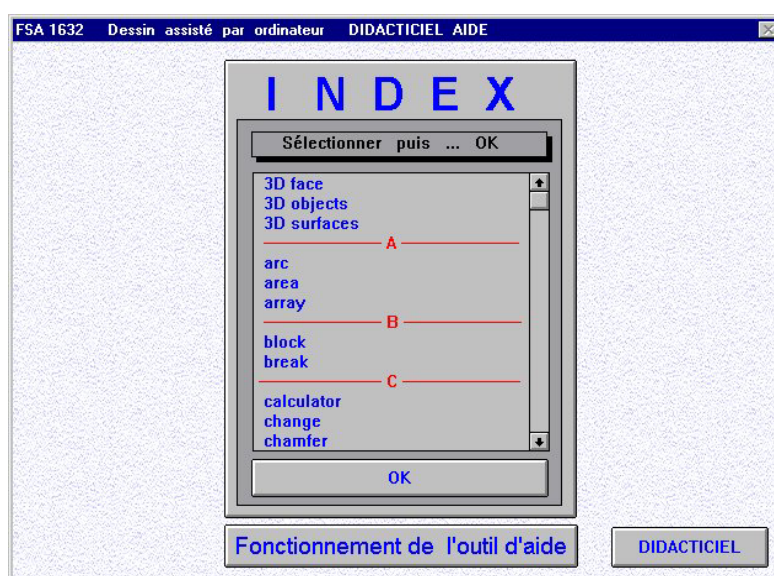 FSA 1632 Dessin assisté par ordinateur DIDACTICIEL AIDE
INDEX
Sélectionner puis ... OK
3D face
3D objects
3D surfaces
A
arc
area
array
B
block
break
C
calculator
change
chamfer
OK
Fonctionnement de l'outil d'aide
DIDACTICIEL